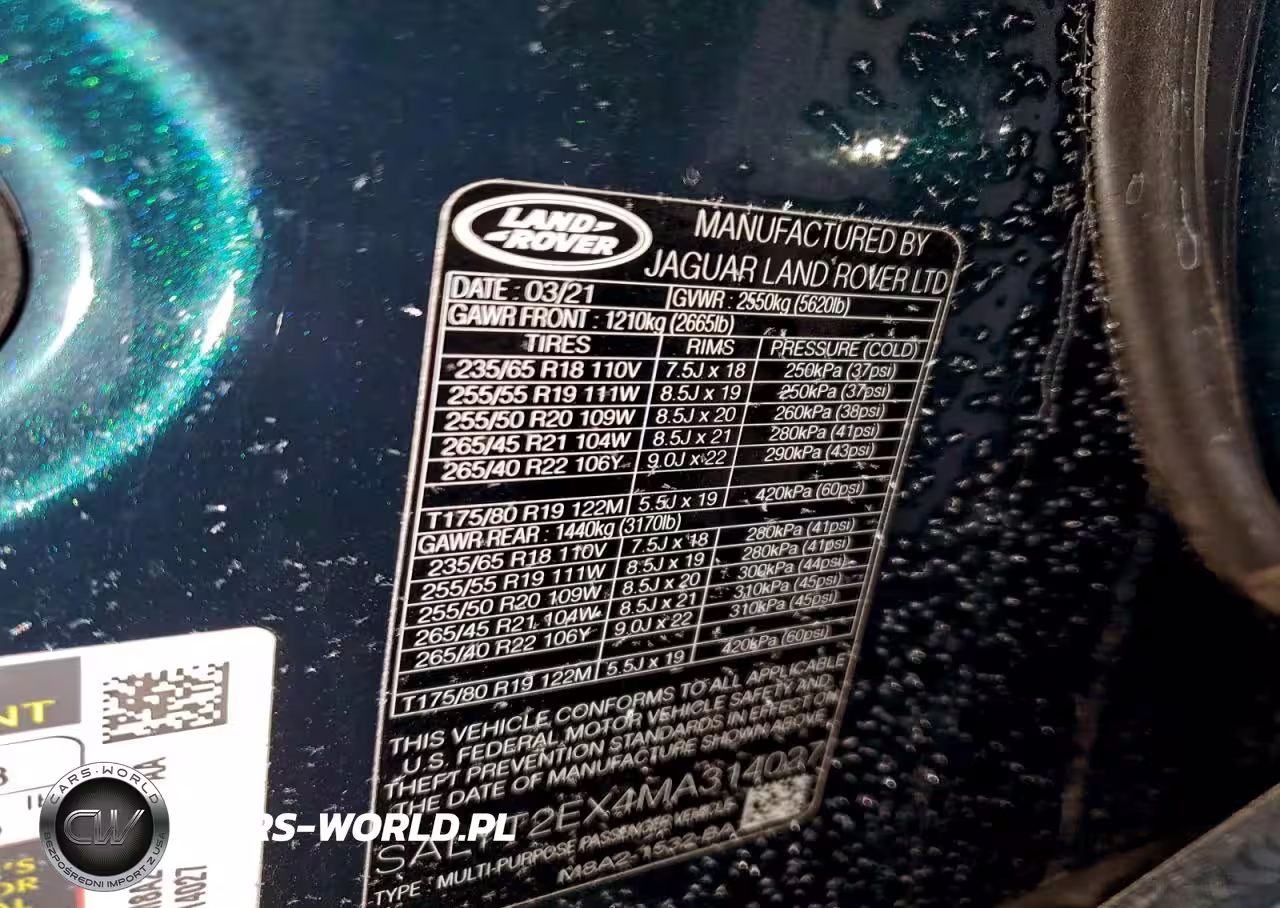 LAND ROVER
MANUFACTURED BY
JAGUAR LAND ROVER LTD
DATE : 03/21 GVWR : 2550kg (5620lb)
GAWR FRONT : 1210kg (2665lb)
TIRES RIMS PRESSURE (COLD)
235/65 R18 110V 7.5J x 18 250kPa (37psi)
255/55 R19 111W 8.5J x 19 250kPa (37psi)
255/50 R20 109W 8.5J x 20 260kPa (38psi)
265/45 R21 104W 8.5J x 21 280kPa (41psi)
265/40 R22 106Y 9.0J x 22 290kPa (43psi)
T175/80 R19 122M 5.5J x 19 420kPa (60psi)
GAWR REAR : 1440kg (3170lb)
235/65 R18 110V 7.5J x 18 280kPa (41psi)
255/55 R19 111W 8.5J x 19 280kPa (41psi)
255/50 R20 109W 8.5J x 20 300kPa (44psi)
265/45 R21 104W 8.5J x 21 310kPa (45psi)
265/40 R22 106Y 9.0J x 22 310kPa (45psi)
T175/80 R19 122M 5.5J x 19 420kPa (60psi)
THIS VEHICLE CONFORMS TO ALL APPLICABLE
U.S. FEDERAL MOTOR VEHICLE SAFETY AND
THEFT PREVENTION STANDARDS IN EFFECT ON
THE DATE OF MANUFACTURE SHOWN ABOVE
TYPE : MULTI-PURPOSE PASSENGER VEHICLE
M8A2-1532-BA
AA
14027
CARS-WORLD
CW
BEZPOŚREDNI IMPORT Z USA
RS-WORLD.PL